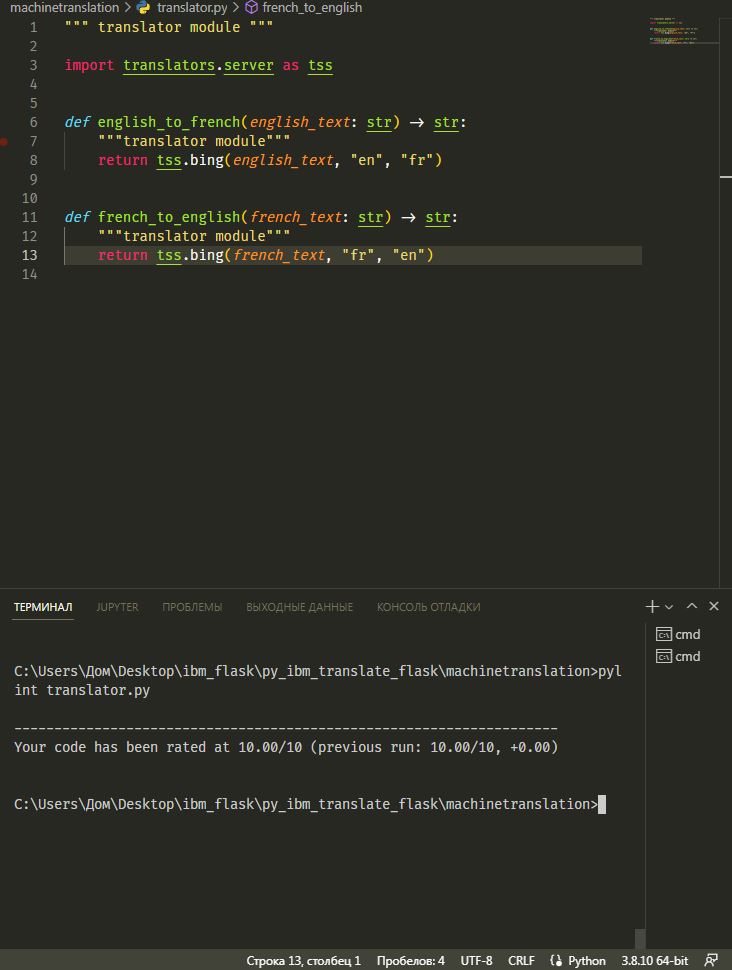 machinetranslation > translator.py > french_to_english
1 """ translator module """
2
3 import translators.server as tss
4
5
6 def english_to_french(english_text: str) -> str:
7     """translator module"""
8     return tss.bing(english_text, "en", "fr")
9
10
11 def french_to_english(french_text: str) -> str:
12     """translator module"""
13     return tss.bing(french_text, "fr", "en")
14
ТЕРМИНАЛ JUPYTER ПРОБЛЕМЫ ВЫХОДНЫЕ ДАННЫЕ КОНСОЛЬ ОТЛАДКИ
cmd
cmd
C:\Users\Дом\Desktop\ibm_flask\py_ibm_translate_flask\machinetranslation>pyl
int translator.py
------------------------------------------------------------------
Your code has been rated at 10.00/10 (previous run: 10.00/10, +0.00)
C:\Users\Дом\Desktop\ibm_flask\py_ibm_translate_flask\machinetranslation>
Строка 13, столбец 1 Пробелов: 4 UTF-8 CRLF Python 3.8.10 64-bit